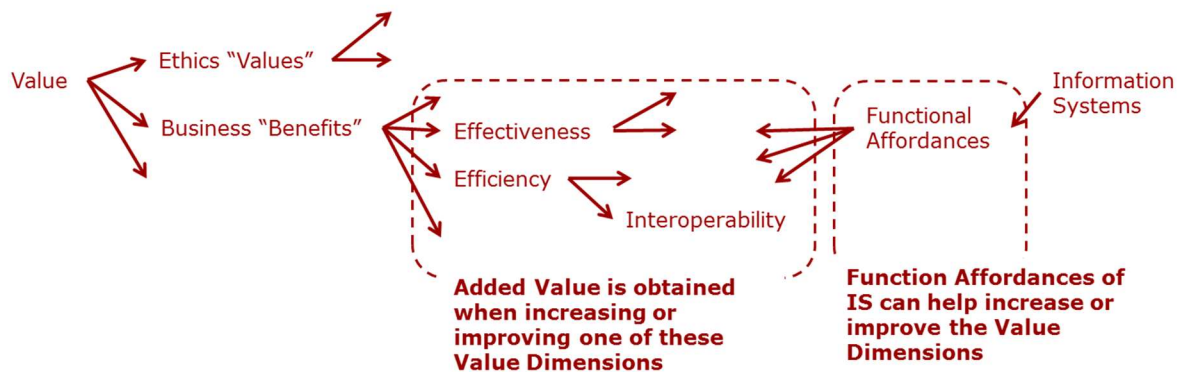 Value
Ethics “Values”
Business “Benefits”
Effectiveness
Efficiency
Interoperability
Functional
Affordances
Information
Systems
Added Value is obtained
when increasing or
improving one of these
Value Dimensions
Function Affordances of
IS can help increase or
improve the Value
Dimensions